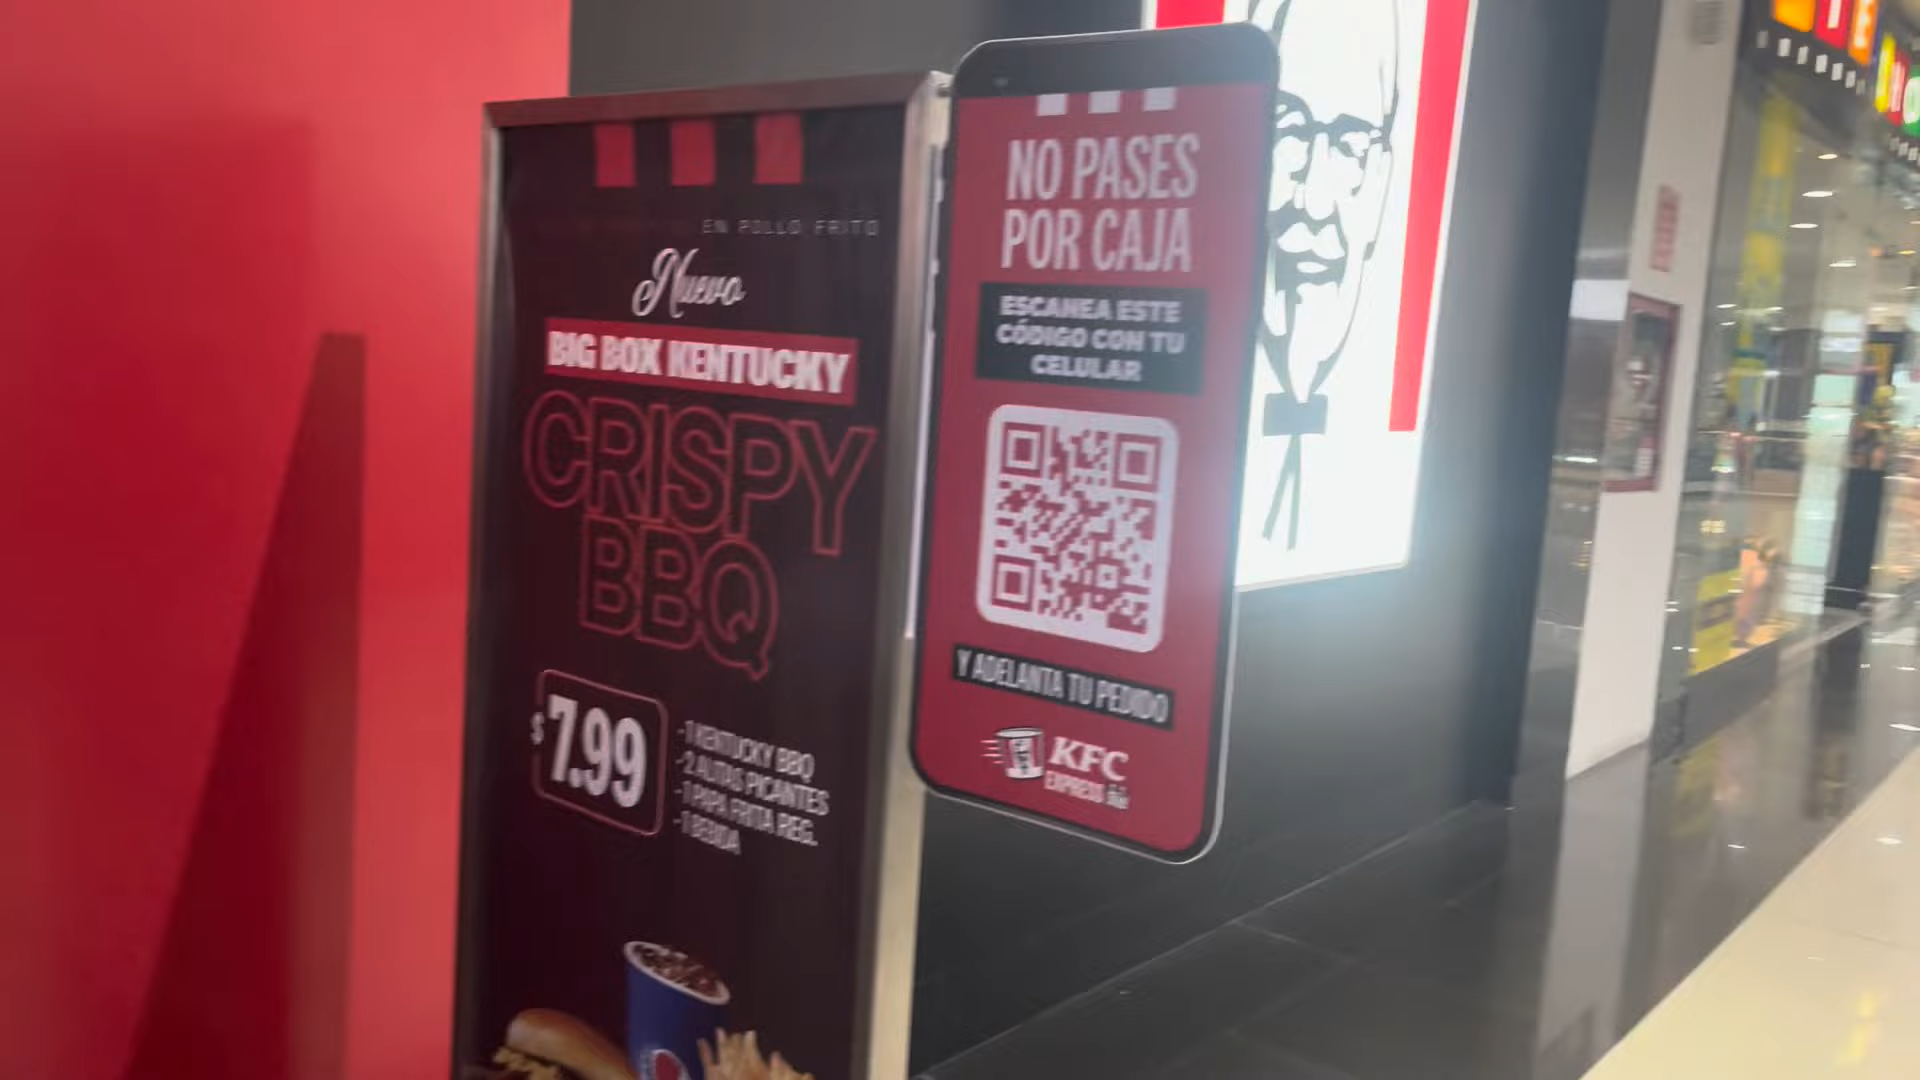 EN POLLO FRITO
Nuevo
BIG BOX KENTUCKY
CRISPY
BBQ
$7.99
-1 KENTUCKY BBQ
-2 ALITAS PICANTES
-1 PAPA FRITA REG.
-1 BEBIDA
NO PASES
POR CAJA
ESCANEA ESTE
CÓDIGO CON TU
CELULAR
Y ADELANTA TU PEDIDO
KFC
EXPRESS